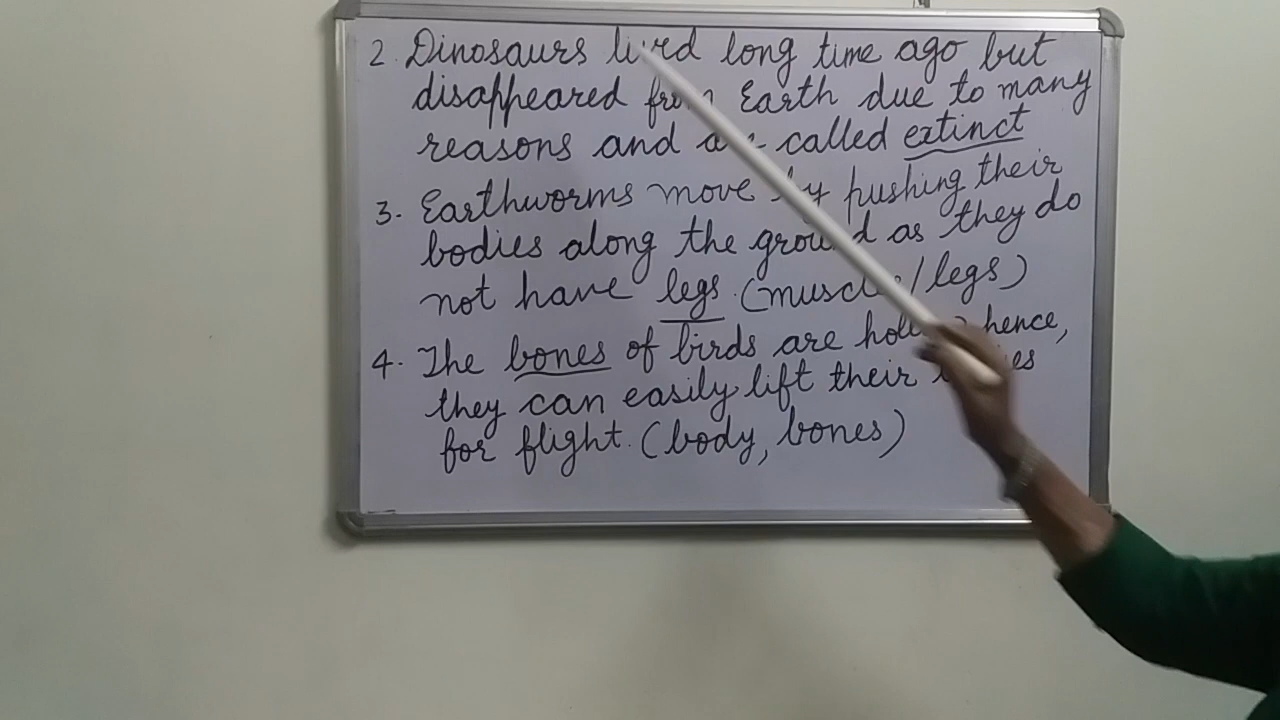 2. Dinosaurs lived long time ago but
disappeared from Earth due to many
reasons and are called extinct
3. Earthworms move by pushing their
bodies along the ground as they do
not have legs. (muscle/legs)
4. The bones of birds are hollow hence,
they can easily lift their bodies
for flight. (body, bones)